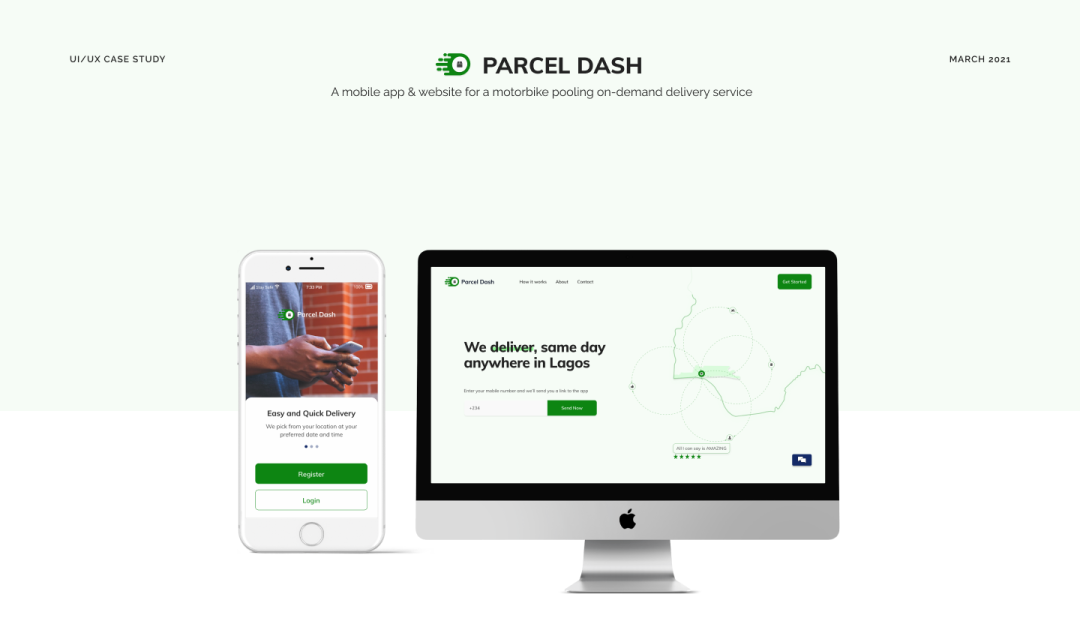 UI/UX CASE STUDY
PARCEL DASH
MARCH 2021
A mobile app & website for a motorbike pooling on-demand delivery service
7:33 PM
Parcel Dash
Easy and Quick Delivery
We pick from your location at your
preferred date and time
Register
Login
Parcel Dash
How it works
About
Contact
Get Started
We deliver, same day
anywhere in Lagos
Enter your mobile number and we'll send you a link to the app
+234
Send Now
All I can say is AMAZING